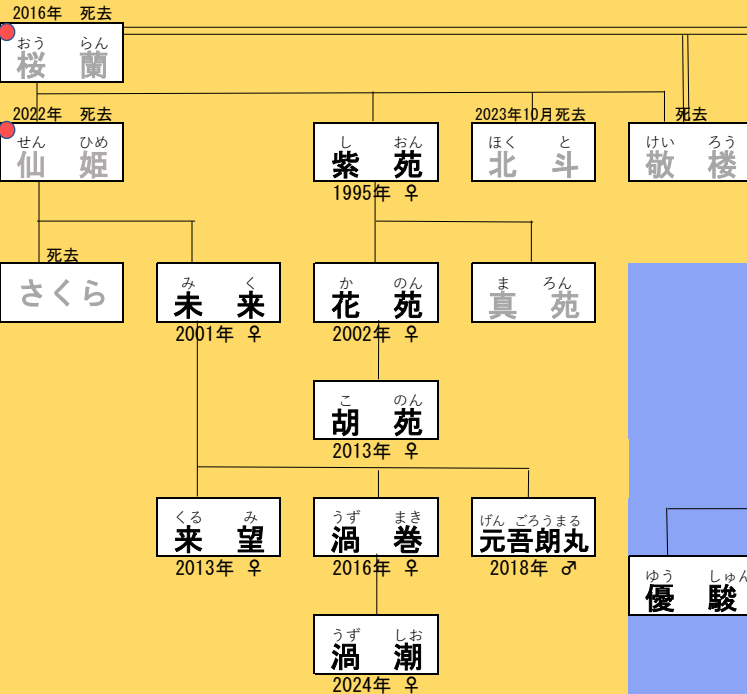 2016年 死去
おう らん
桜 蘭
2022年 死去
せん ひめ
仙 姫
し おん
紫 苑
1995年 ♀
2023年10月死去
ほく と
北 斗
死去
けい ろう
敬 楼
死去
さくら
み く
未 来
2001年 ♀
か のん
花 苑
2002年 ♀
ま ろん
真 苑
こ のん
胡 苑
2013年 ♀
くる み
来 望
2013年 ♀
うず まき
渦 巻
2016年 ♀
げん ごろうまる
元吾朗丸
2018年 ♂
ゆう しゅん
優 駿
うず しお
渦 潮
2024年 ♀